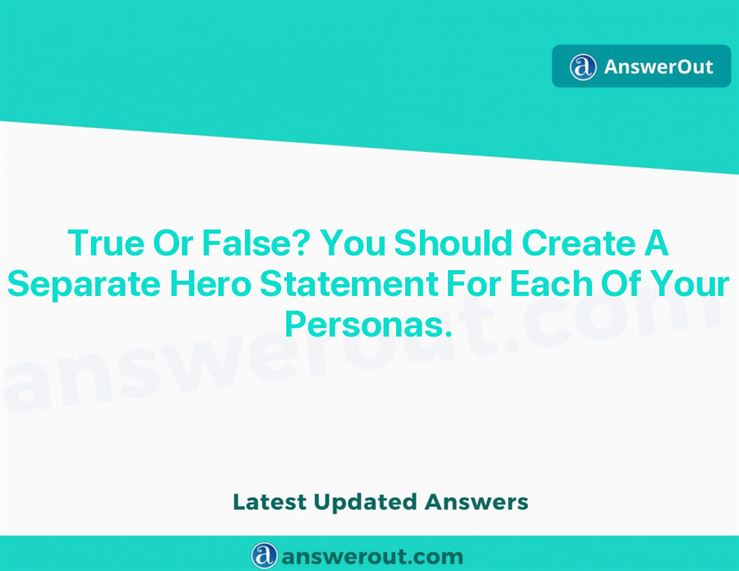 AnswerOut
True Or False? You Should Create A
Separate Hero Statement For Each Of Your
Personas.
answerout.com
Latest Updated Answers
answerout.com